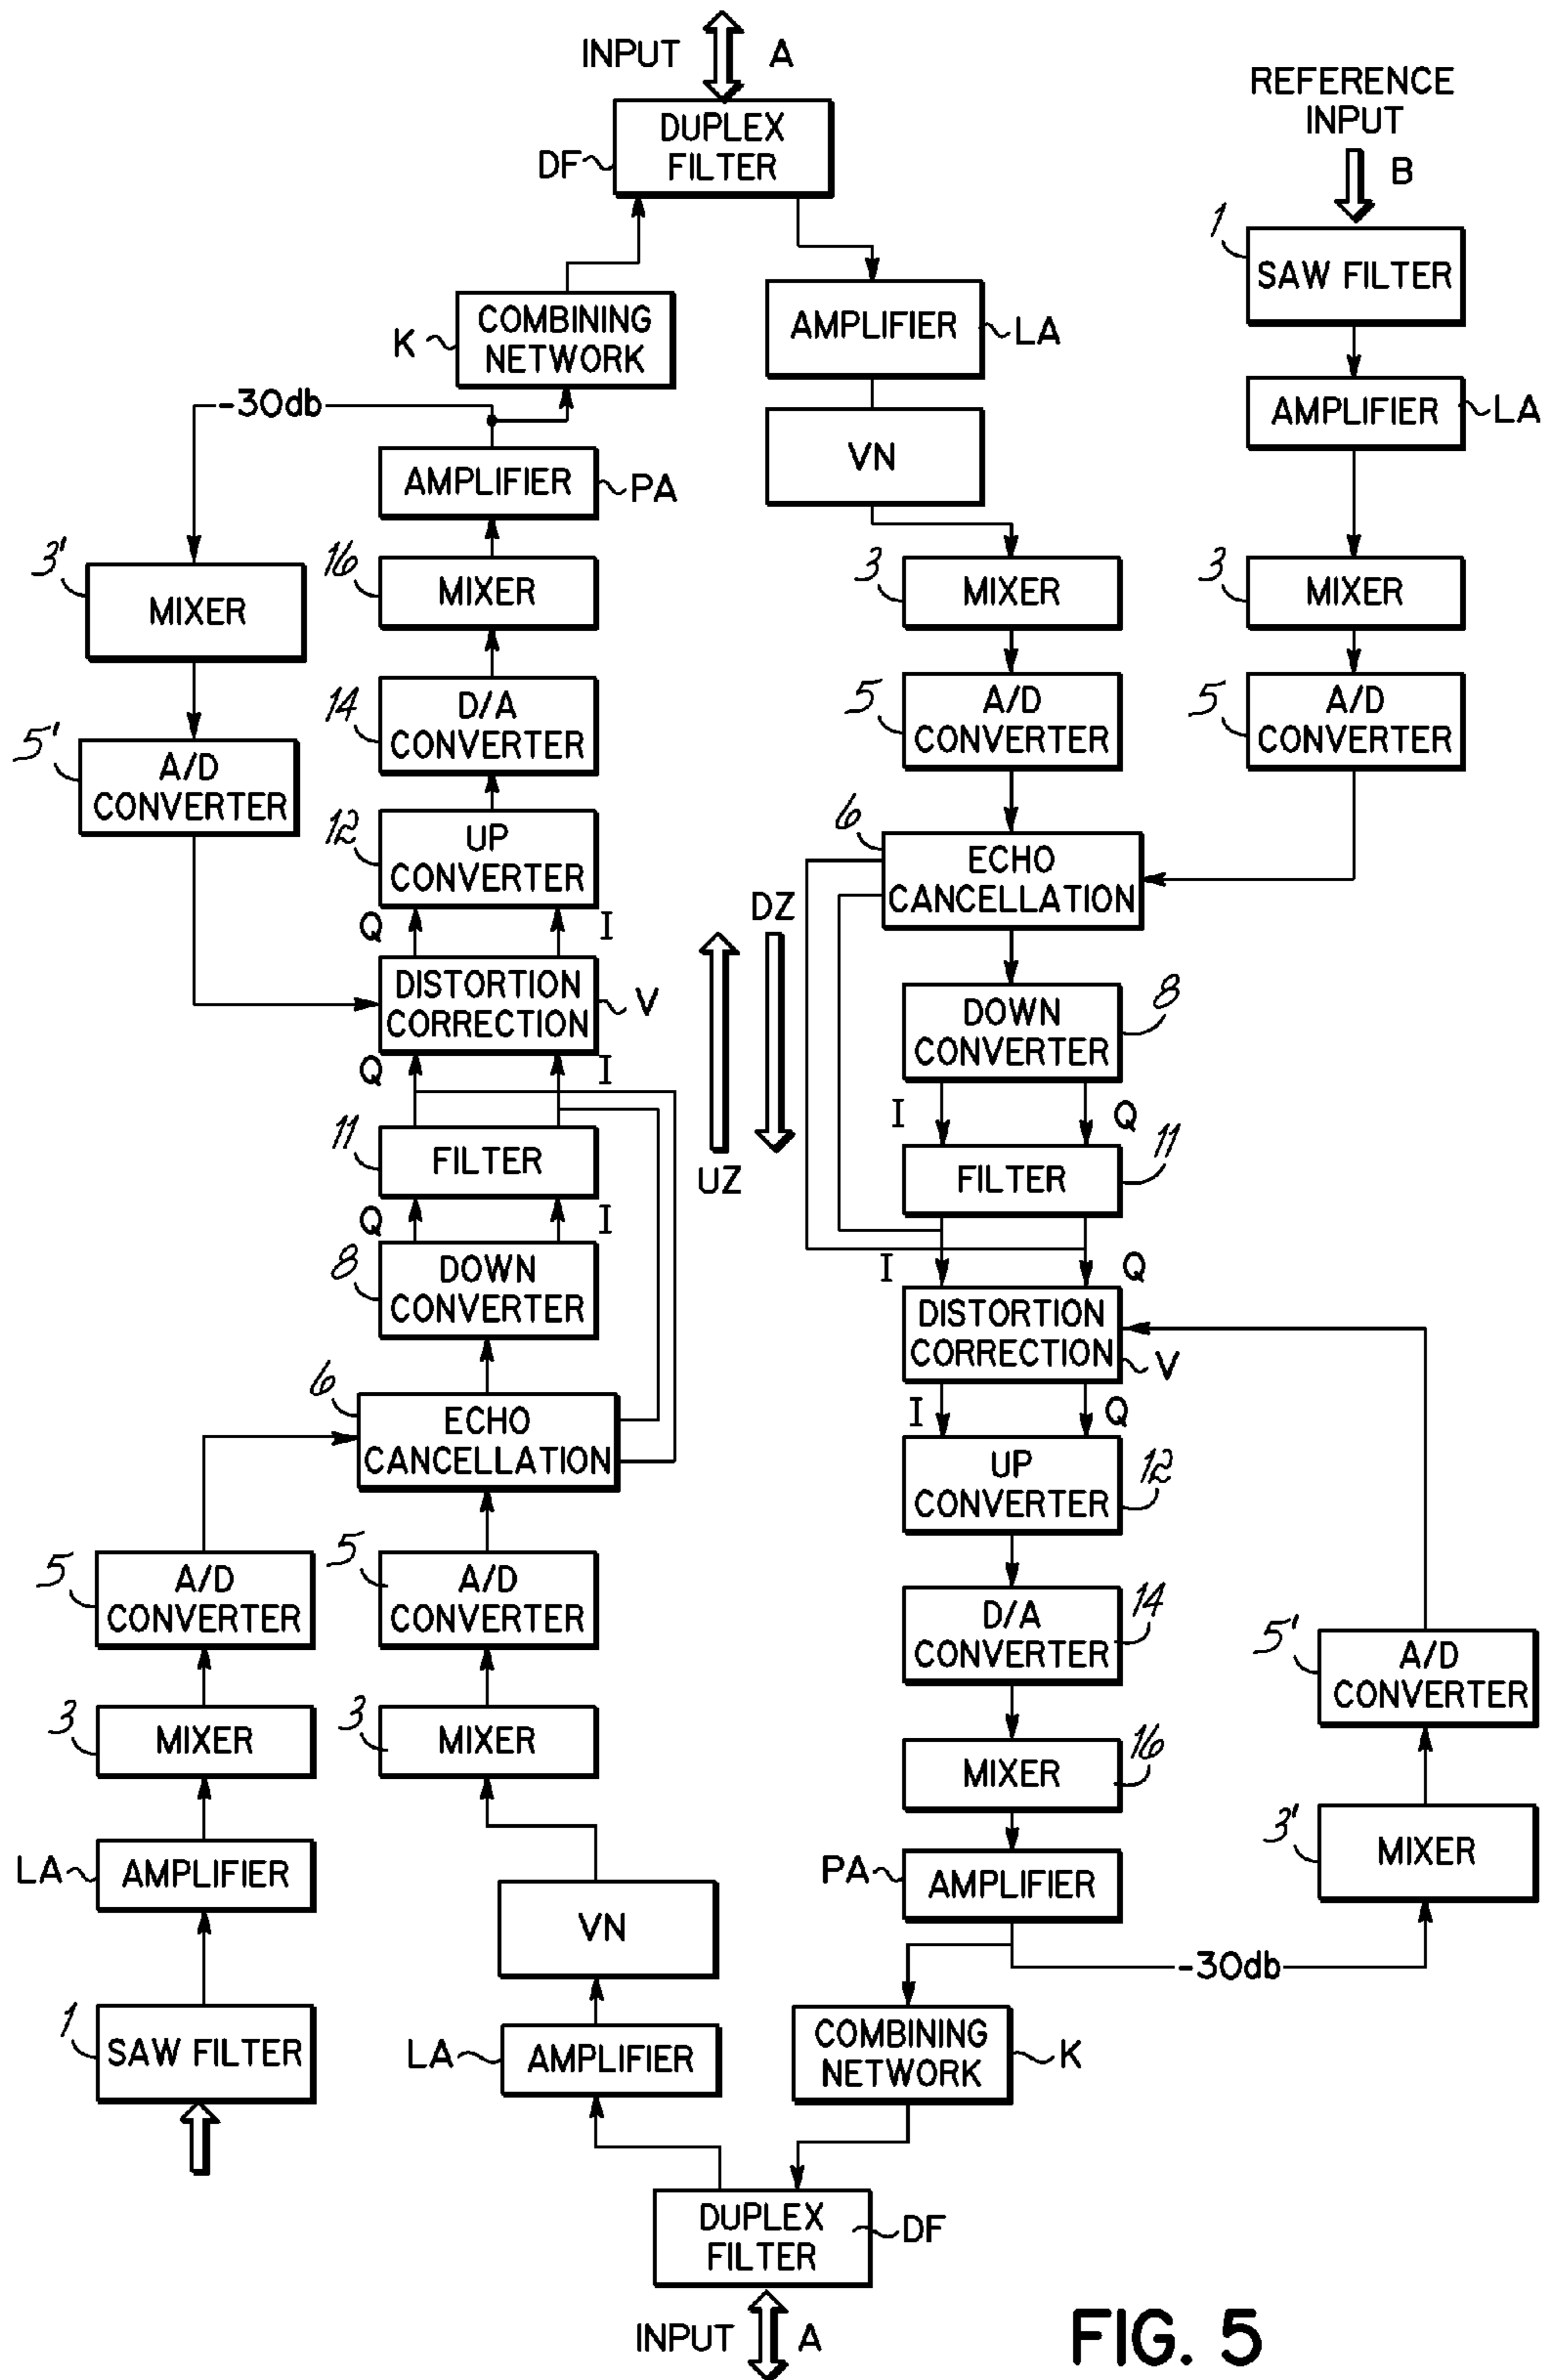 INPUT A
REFERENCE
INPUT
B
DUPLEX
FILTER
DF
1
SAW FILTER
COMBINING
NETWORK
K
AMPLIFIER
LA
-30db
AMPLIFIER
LA
VN
AMPLIFIER
PA
3'
MIXER
16
MIXER
3
MIXER
3
MIXER
5'
A/D
CONVERTER
14
D/A
CONVERTER
5
A/D
CONVERTER
5
A/D
CONVERTER
12
UP
CONVERTER
6
ECHO
CANCELLATION
Q I
DZ
DISTORTION
CORRECTION
V
8
DOWN
CONVERTER
Q I
I Q
11
FILTER
UZ
11
FILTER
Q I
I Q
8
DOWN
CONVERTER
DISTORTION
CORRECTION
V
6
ECHO
CANCELLATION
I Q
12
UP
CONVERTER
5
A/D
CONVERTER
5
A/D
CONVERTER
14
D/A
CONVERTER
5'
A/D
CONVERTER
3
MIXER
3
MIXER
16
MIXER
3'
MIXER
LA
AMPLIFIER
PA
AMPLIFIER
VN
-30db
1
SAW FILTER
LA
AMPLIFIER
COMBINING
NETWORK
K
DUPLEX
FILTER
DF
INPUT A
FIG. 5